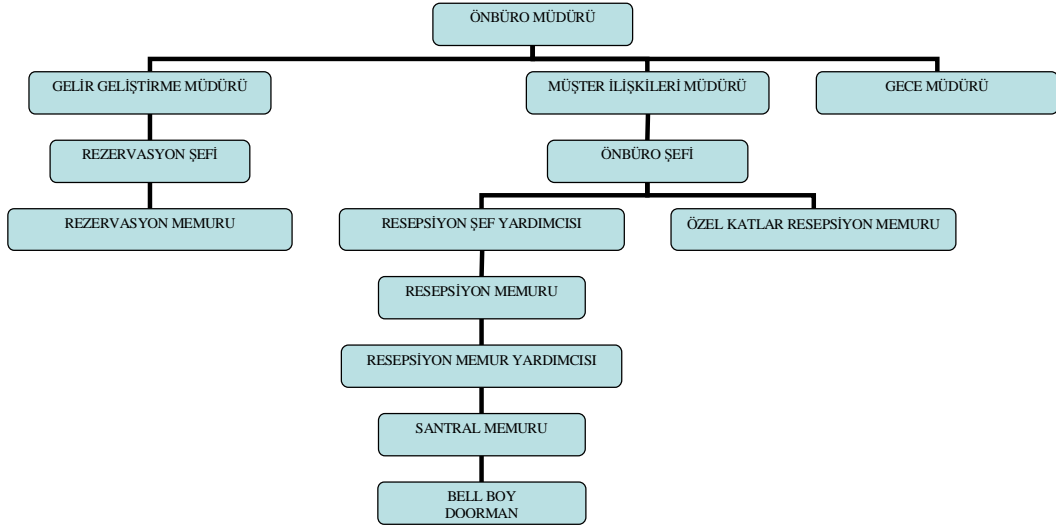 ÖNBÜRO MÜDÜRÜ
GELİR GELİŞTİRME MÜDÜRÜ
MÜŞTER İLİŞKİLERİ MÜDÜRÜ
GECE MÜDÜRÜ
REZERVASYON ŞEFİ
ÖNBÜRO ŞEFİ
REZERVASYON MEMURU
RESEPSİYON ŞEF YARDIMCISI
ÖZEL KATLAR RESEPSİYON MEMURU
RESEPSİYON MEMURU
RESEPSİYON MEMUR YARDIMCISI
SANTRAL MEMURU
BELL BOY
DOORMAN